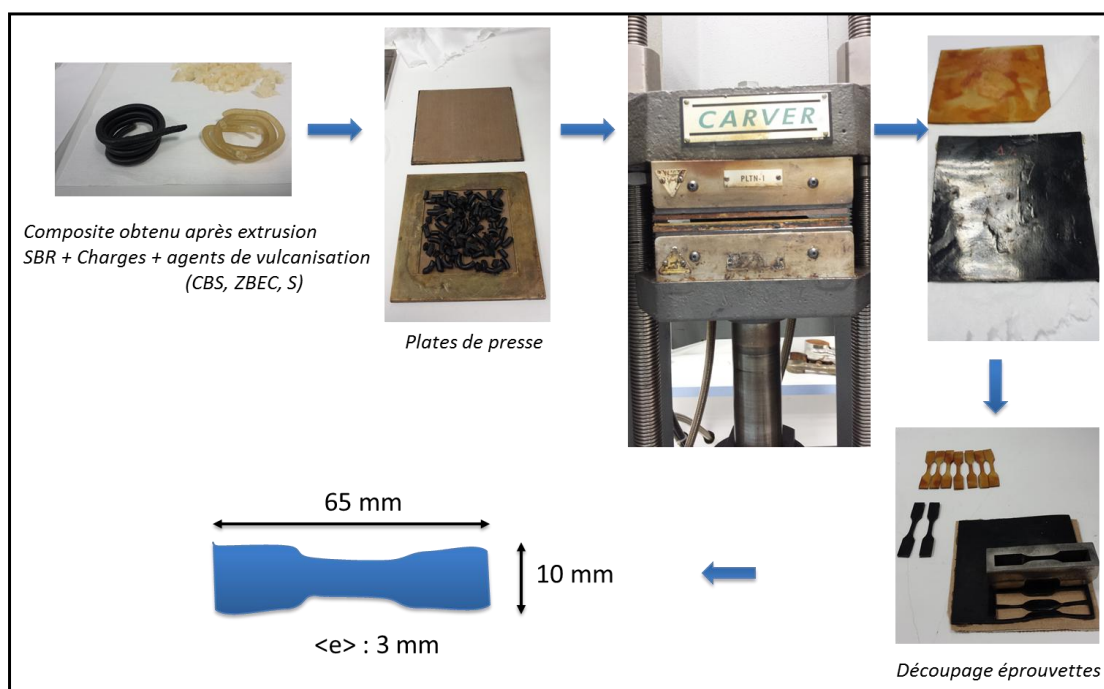 Composite obtenu après extrusion
SBR + Charges + agents de vulcanisation
(CBS, ZBEC, S)
Plates de presse
CARVER
PLTN-1
Découpage éprouvettes
65 mm
10 mm
<e> : 3 mm